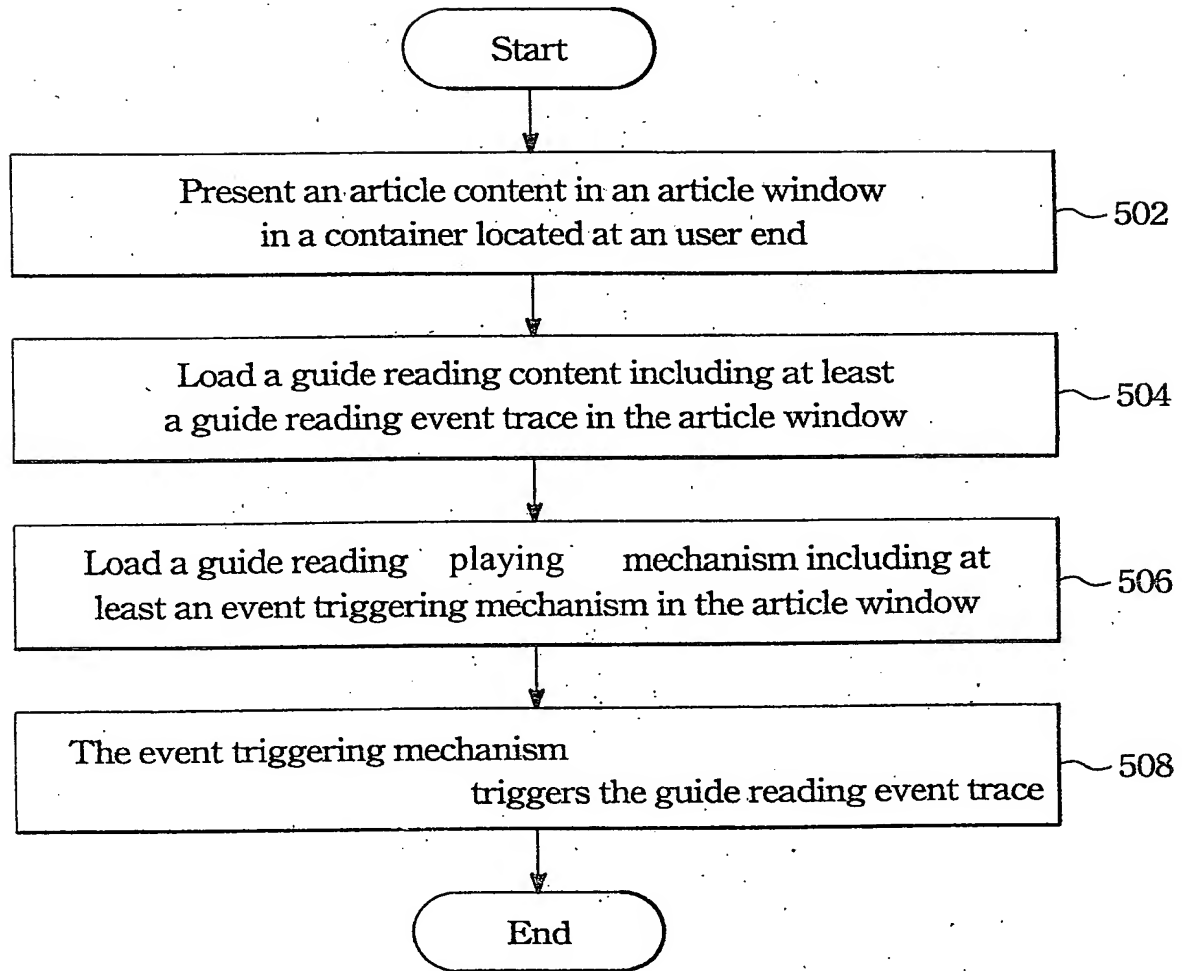 Start
Present an article content in an article window
in a container located at an user end
502
Load a guide reading content including at least
a guide reading event trace in the article window
504
Load a guide reading playing mechanism including at
least an event triggering mechanism in the article window
506
The event triggering mechanism
triggers the guide reading event trace
508
End